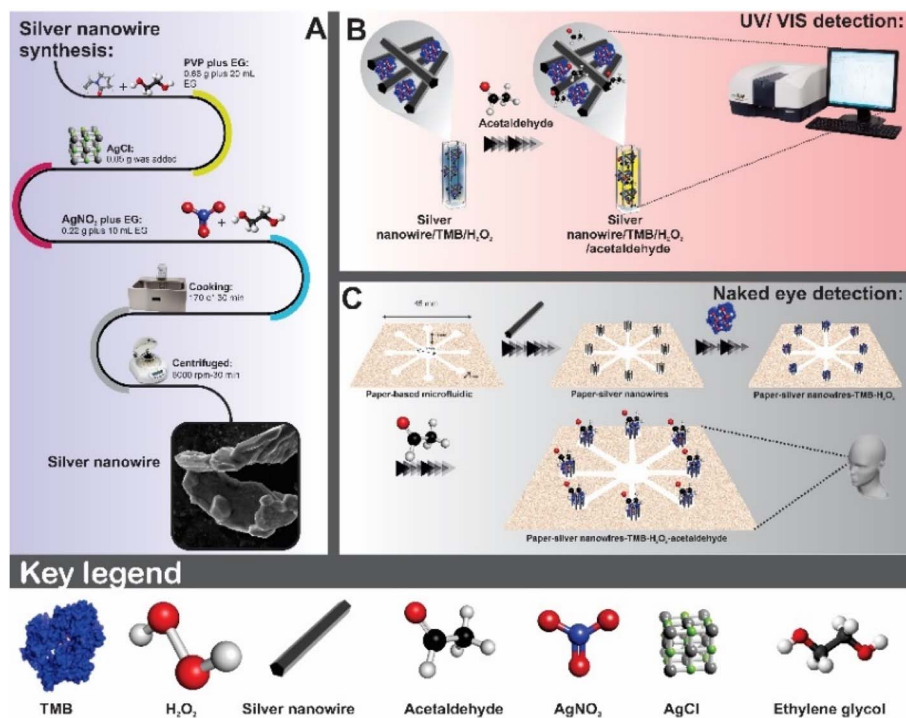 Silver nanowire
synthesis:
A
PVP plus EG:
0.68 g plus 20 mL
EG
AgCl:
0.05 g was added
AgNO₃ plus EG:
0.22 g plus 10 mL EG
Cooking:
170 of 30 min
Centrifuged:
6000 rpm-30 min
Silver nanowire
B
UV/ VIS detection:
Acetaldehyde
Silver
nanowire/TMB/H₂O₂
Silver
nanowire/TMB/H₂O₂
/acetaldehyde
C
Naked eye detection:
Paper-based microfluidic
Paper-silver nanowires
Paper-silver nanowires-TMB-H₂O₂
Paper-silver nanowires-TMB-H₂O₂-acetaldehyde
Key legend
TMB
H₂O₂
Silver nanowire
Acetaldehyde
AgNO₃
AgCl
Ethylene glycol